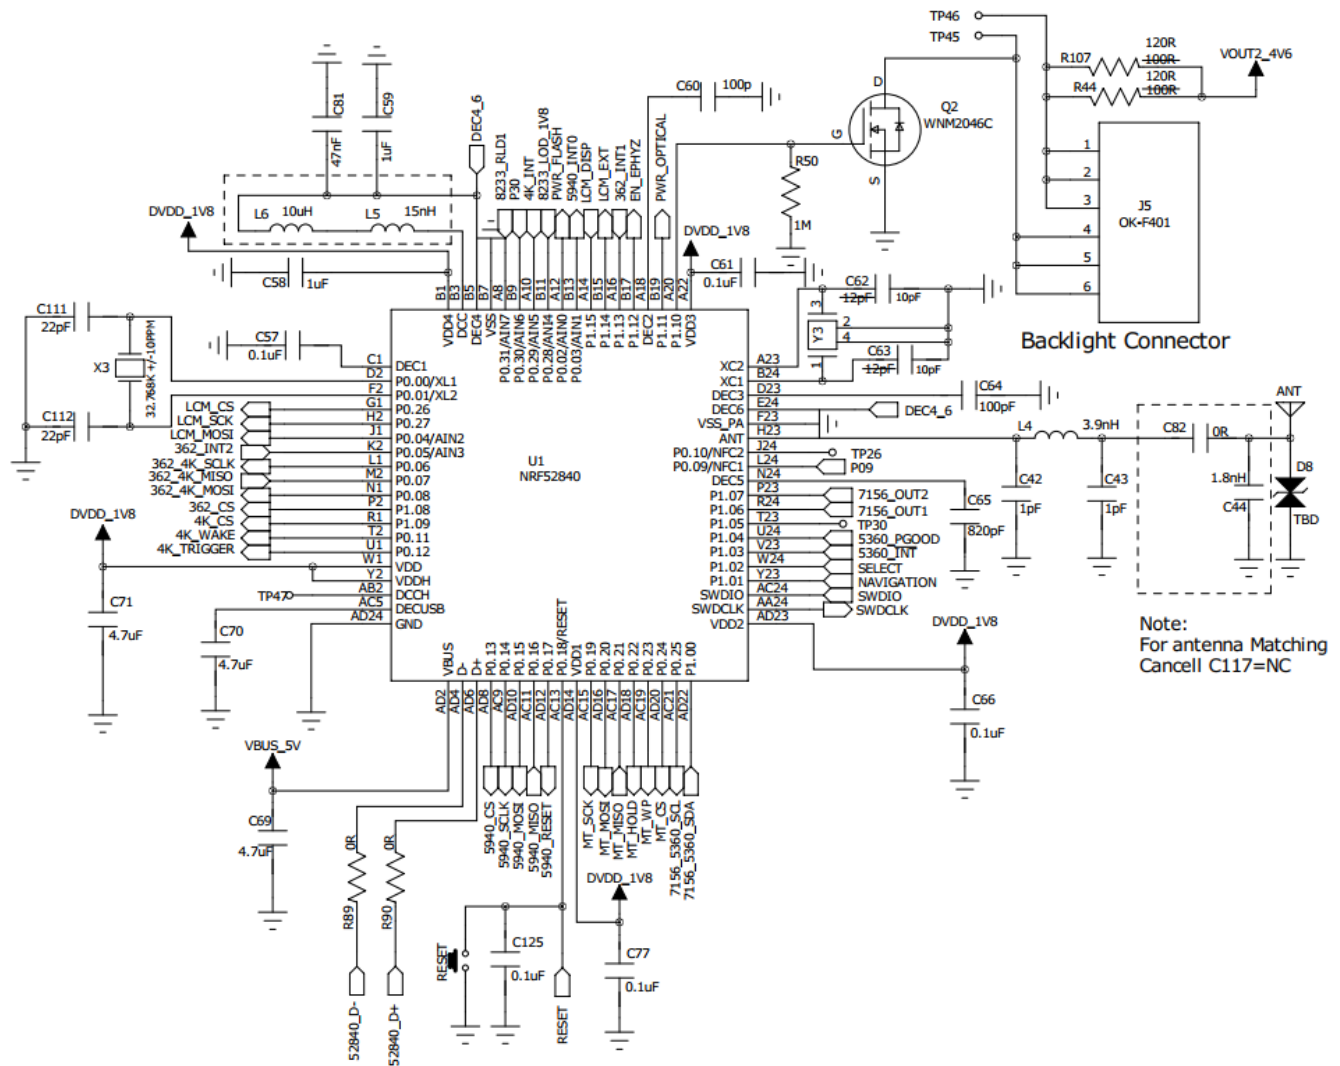 TP46
TP45
R107
120R
100R
R44
120R
100R
VOUT2_4V6
C81
47nF
C59
1uF
DEC4_6
C60
100p
D
G
S
Q2
WNM2046C
R50
1M
1
2
3
4
5
6
J5
OK-F401
Backlight Connector
8233_RLD1
P30
4K_INT
8233_LOD_1V8
PWR_FLASH
5940_INT0
LCM_DISP
LCM_EXT
362_INT1
EN_EPHYZ
PWR_OPTICAL
DVDD_1V8
L6
10uH
L5
15nH
C58
1uF
DVDD_1V8
C61
0.1uF
B1
B3
B5
B7
A8
B9
A10
B11
A12
B13
A14
B15
A16
B17
A18
B19
A20
A22
VDD4
DCC
DEC4
VSS
P0.31/AIN7
P0.30/AIN6
P0.29/AIN5
P0.28/AIN4
P0.02/AIN0
P0.03/AIN1
P1.15
P1.14
P1.13
P1.12
DEC2
P1.11
P1.10
VDD3
C62
12pF
10pF
3
Y3
2
4
1
C63
12pF
10pF
C111
22pF
X3
32.768K +/-10PPM
C112
22pF
C57
0.1uF
C1
DEC1
D2
P0.00/XL1
F2
P0.01/XL2
LCM_CS
G1
P0.26
LCM_SCK
H2
P0.27
LCM_MOSI
J1
P0.04/AIN2
362_INT2
K2
P0.05/AIN3
362_4K_SCLK
L1
P0.06
362_4K_MISO
M2
P0.07
362_4K_MOSI
N1
P0.08
362_CS
P2
P1.08
4K_CS
R1
P1.09
4K_WAKE
T2
P0.11
4K_TRIGGER
U1
P0.12
W1
VDD
Y2
VDDH
TP47
AB2
DCCH
AC5
DECUSB
AD24
GND
DVDD_1V8
C71
4.7uF
C70
4.7uF
U1
NRF52840
XC2
A23
XC1
B24
DEC3
D23
DEC6
E24
VSS_PA
F23
ANT
H23
P0.10/NFC2
J24
TP26
P0.09/NFC1
L24
P09
DEC5
N24
P1.07
P23
7156_OUT2
P1.06
R24
7156_OUT1
P1.05
T23
TP30
P1.04
U24
5360_PGOOD
P1.03
V23
5360_INT
P1.02
W24
SELECT
P1.01
Y23
NAVIGATION
SWDIO
AC24
SWDIO
SWDCLK
AA24
SWDCLK
VDD2
AD23
C64
100pF
DEC4_6
L4
3.9nH
C42
1pF
C43
1pF
C65
820pF
C82
0R
1.8nH
C44
ANT
D8
TBD
Note:
For antenna Matching
Cancell C117=NC
DVDD_1V8
C66
0.1uF
VBUS
D-
D+
P0.13
P0.14
P0.15
P0.16
P0.17
P0.18/RESET
VDD1
P0.19
P0.20
P0.21
P0.22
P0.23
P0.24
P0.25
P1.00
AD2
AD4
AD6
AD8
AC9
AD10
AC11
AD12
AC13
AD14
AC15
AD16
AC17
AD18
AC19
AD20
AC21
AD22
VBUS_5V
C69
4.7uF
0R
R89
0R
R90
52840_D-
52840_D+
5940_CS
5940_SCLK
5940_MOSI
5940_MISO
5940_RESET
MT_SCK
MT_MOSI
MT_MISO
MT_HOLD
MT_WP
MT_CS
7156_5360_SCL
7156_5360_SDA
DVDD_1V8
RESET
C125
0.1uF
RESET
C77
0.1uF